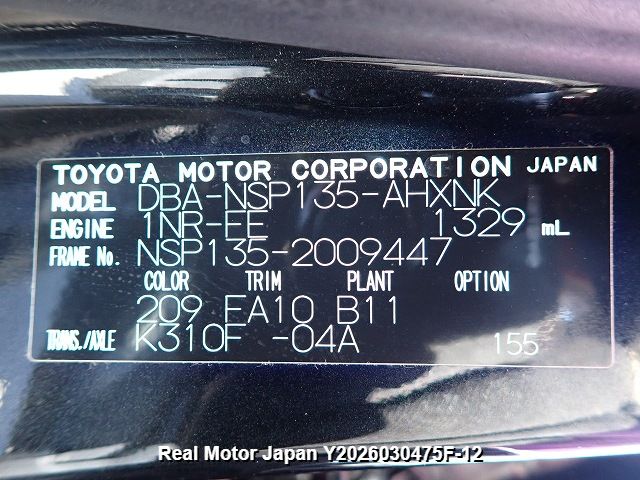 TOYOTA MOTOR CORPORATION JAPAN
MODEL DBA-NSP135-AHXNK
ENGINE 1NR-FE 1329 mL
FRAME No. NSP135-2009447
COLOR TRIM PLANT OPTION
209 FA10 B11
TRANS./AXLE K310F -04A 155
Real Motor Japan Y2026030475F-12